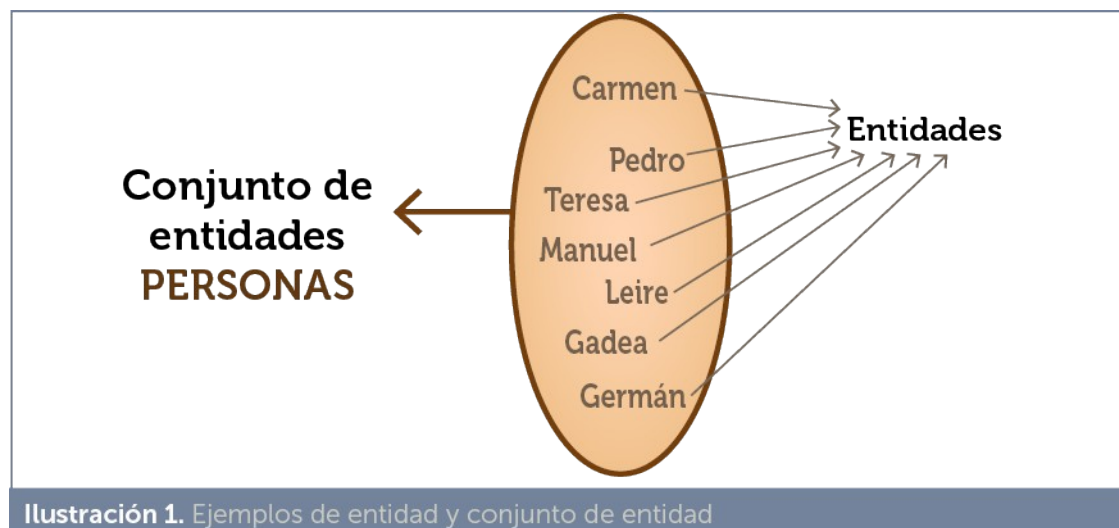 Conjunto de
entidades
PERSONAS
Carmen
Pedro
Teresa
Manuel
Leire
Gadea
Germán
Entidades
Ilustración 1. Ejemplos de entidad y conjunto de entidad